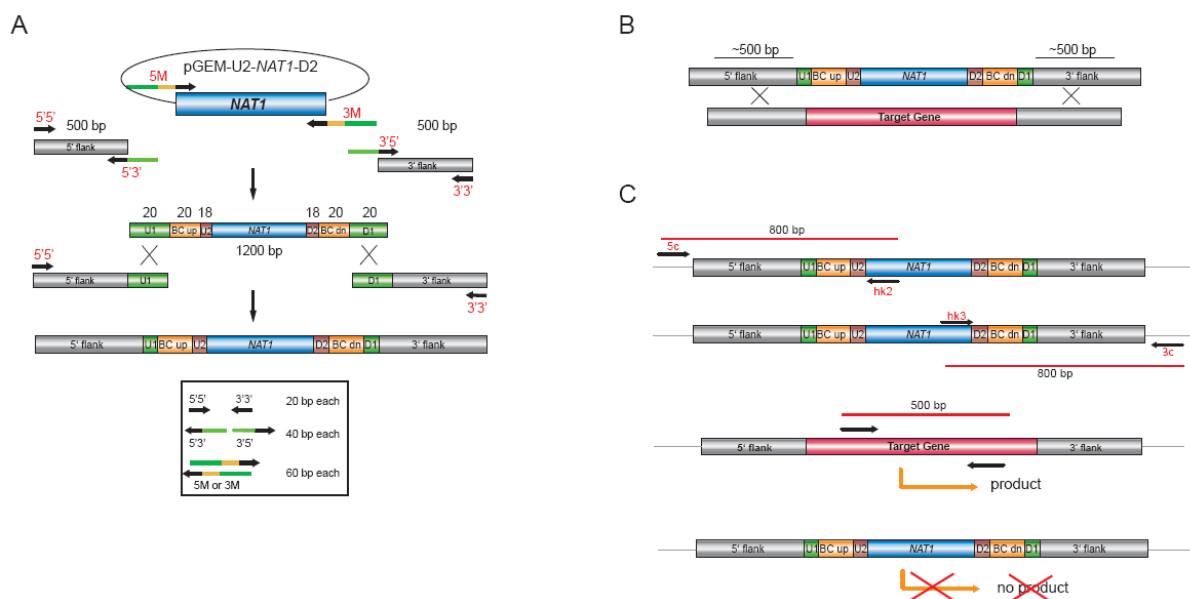 A
pGEM-U2-NAT1-D2
5M
NAT1
3M
5'5'
500 bp
5' flank
5'3'
500 bp
3'5'
3' flank
3'3'
20 20 18 18 20 20
U1 BC up U2 NAT1 D2 BC dn D1
1200 bp
5'5'
5' flank U1
D1 3' flank
3'3'
5' flank U1 BC up U2 NAT1 D2 BC dn D1 3' flank
5'5' 3'3' 20 bp each
5'3' 3'5' 40 bp each
5M or 3M 60 bp each
B
~500 bp ~500 bp
5' flank U1 BC up U2 NAT1 D2 BC dn D1 3' flank
Target Gene
C
800 bp
5c
5' flank U1 BC up U2 NAT1 D2 BC dn D1 3' flank
hk2
hk3
5' flank U1 BC up U2 NAT1 D2 BC dn D1 3' flank
3c
800 bp
500 bp
5' flank Target Gene 3' flank
product
5' flank U1 BC up U2 NAT1 D2 BC dn D1 3' flank
no product